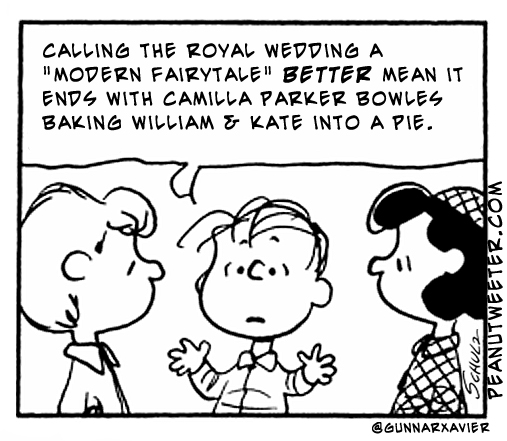 CALLING THE ROYAL WEDDING A
"MODERN FAIRYTALE" BETTER MEAN IT
ENDS WITH CAMILLA PARKER BOWLES
BAKING WILLIAM & KATE INTO A PIE.
SCHULZ
PEANUTWEETER.COM
@GUNNARXAVIER